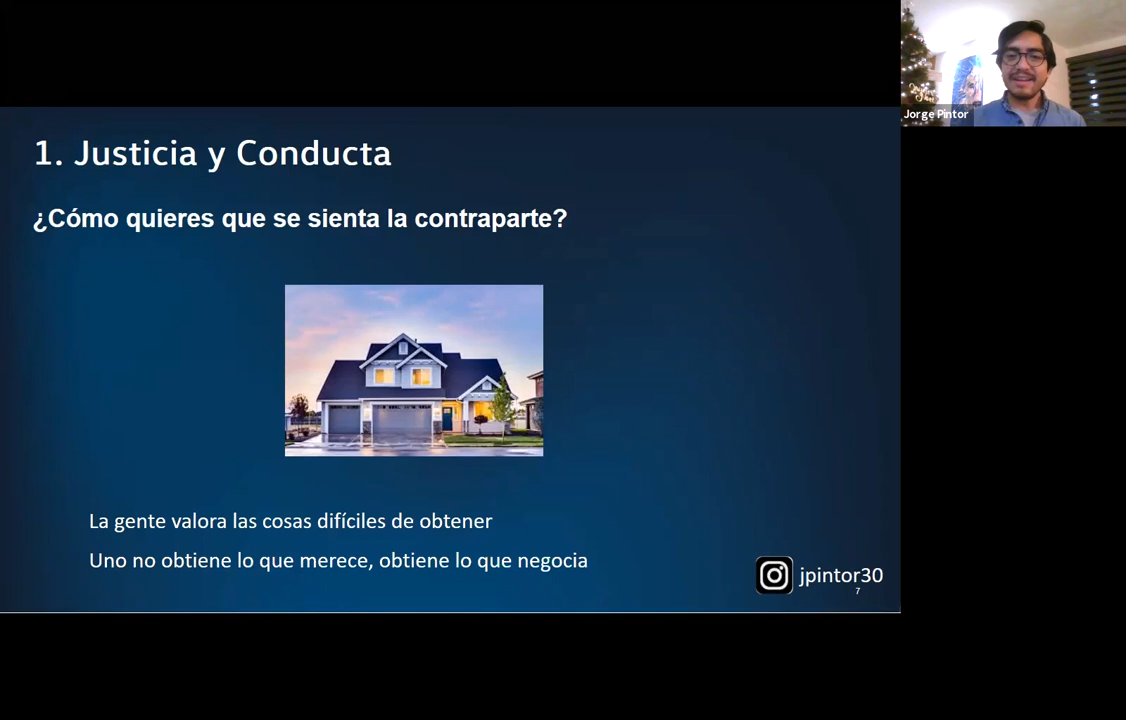 Jorge Pintor
1. Justicia y Conducta
¿Cómo quieres que se sienta la contraparte?
La gente valora las cosas difíciles de obtener
Uno no obtiene lo que merece, obtiene lo que negocia
jpintor30
7